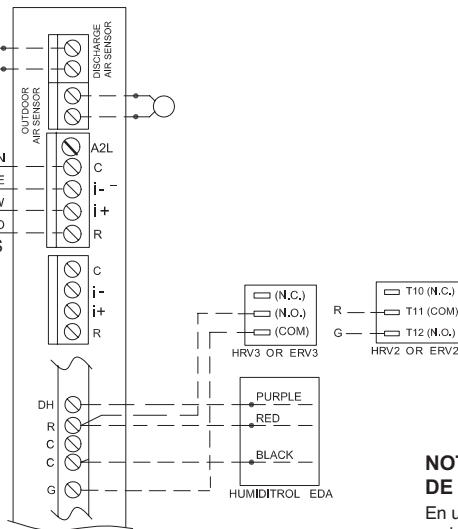 DISCHARGE
AIR SENSOR
OUTDOOR
AIR SENSOR
A2L
N
C
E
i-
W
i+
D
R
S
C
i-
i+
R
(N.C.)
(N.O.)
(COM)
HRV3 OR ERV3
R
G
T10 (N.C.)
T11 (COM)
T12 (N.O.)
HRV2 OR ERV2
DH
R
C
C
G
PURPLE
RED
BLACK
HUMIDITROL EDA
NOT
DE
En u